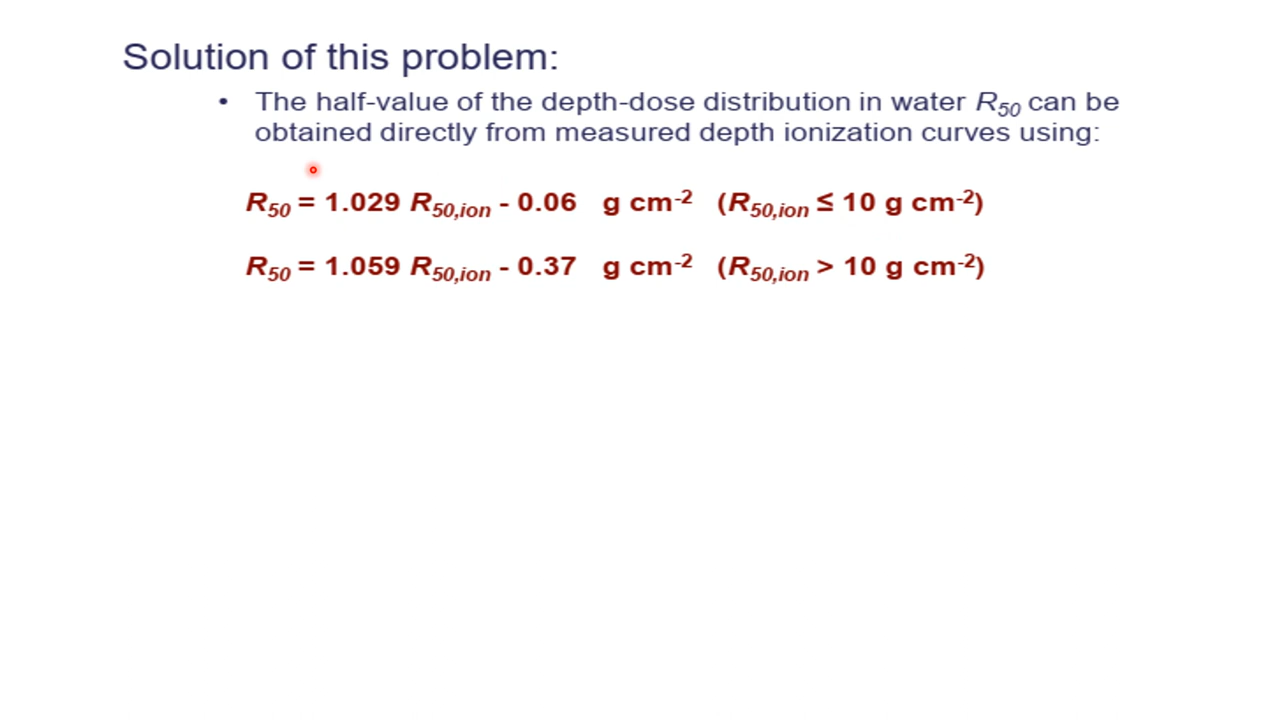 Solution of this problem:
• The half-value of the depth-dose distribution in water R50 can be
obtained directly from measured depth ionization curves using:
R50 = 1.029 R50,ion - 0.06 g cm-2 (R50,ion ≤ 10 g cm-2)
R50 = 1.059 R50,ion - 0.37 g cm-2 (R50,ion > 10 g cm-2)